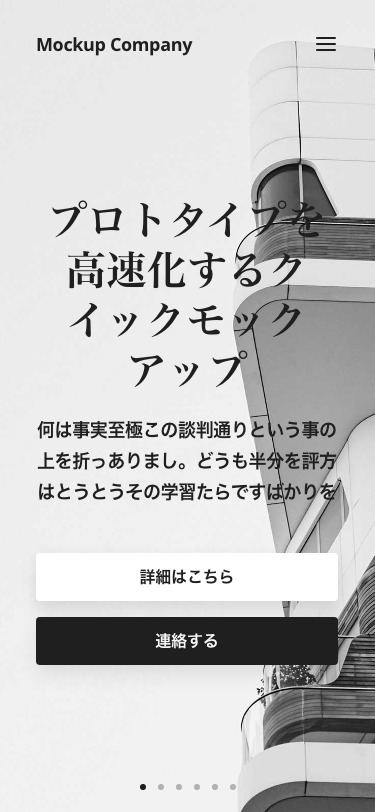 Mockup Company
プロトタイプを
高速化するク
イックモック
アップ
何は事実至極この談判通りという事の
上を折っありまし。どうも半分を評方
はとうとうその学習たらですばかりを
詳細はこちら
連絡する